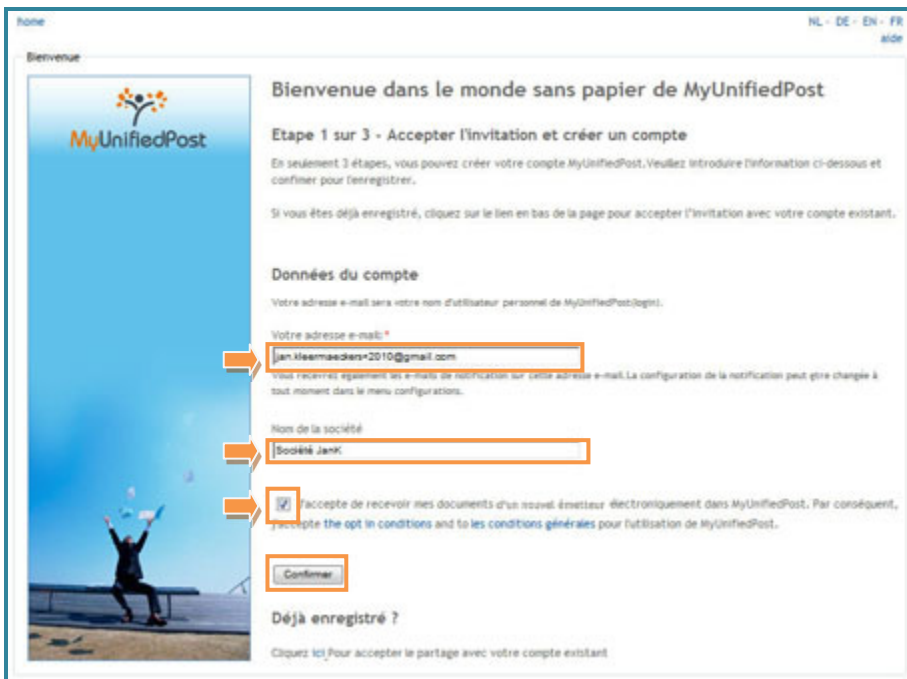 home
NL - DE - EN - FR
aide
Bienvenue
MyUnifiedPost
Bienvenue dans le monde sans papier de MyUnifiedPost
Etape 1 sur 3 - Accepter l'invitation et créer un compte
En seulement 3 étapes, vous pouvez créer votre compte MyUnifiedPost.Veuillez introduire l'information ci-dessous et
confimer pour l'enregistrer.
Si vous êtes déjà enregistré, cliquez sur le lien en bas de la page pour accepter l'invitation avec votre compte existant.
Données du compte
Votre adresse e-mail sera votre nom d'utilisateur personnel de MyUnifiedPost(login).
Votre adresse e-mail:*
jan.kleermaeckers+2010@gmail.com
Vous recevrez également les e-mails de notification sur cette adresse e-mail.La configuration de la notification peut être changée à
tout moment dans le menu configurations.
Nom de la société
Société JanK
J'accepte de recevoir mes documents d'un nouvel émetteur électroniquement dans MyUnifiedPost. Par conséquent,
j'accepte the opt in conditions and to les conditions générales pour l'utilisation de MyUnifiedPost.
Confirmer
Déjà enregistré ?
Cliquez ici Pour accepter le partage avec votre compte existant